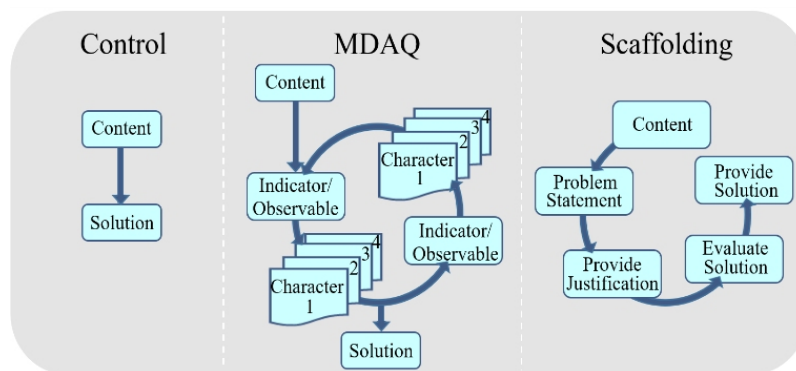 Control
Content
Solution
MDAQ
Content
Indicator/
Observable
Character
1
2
3
4
Character
1
2
3
4
Indicator/
Observable
Solution
Scaffolding
Content
Problem
Statement
Provide
Justification
Evaluate
Solution
Provide
Solution